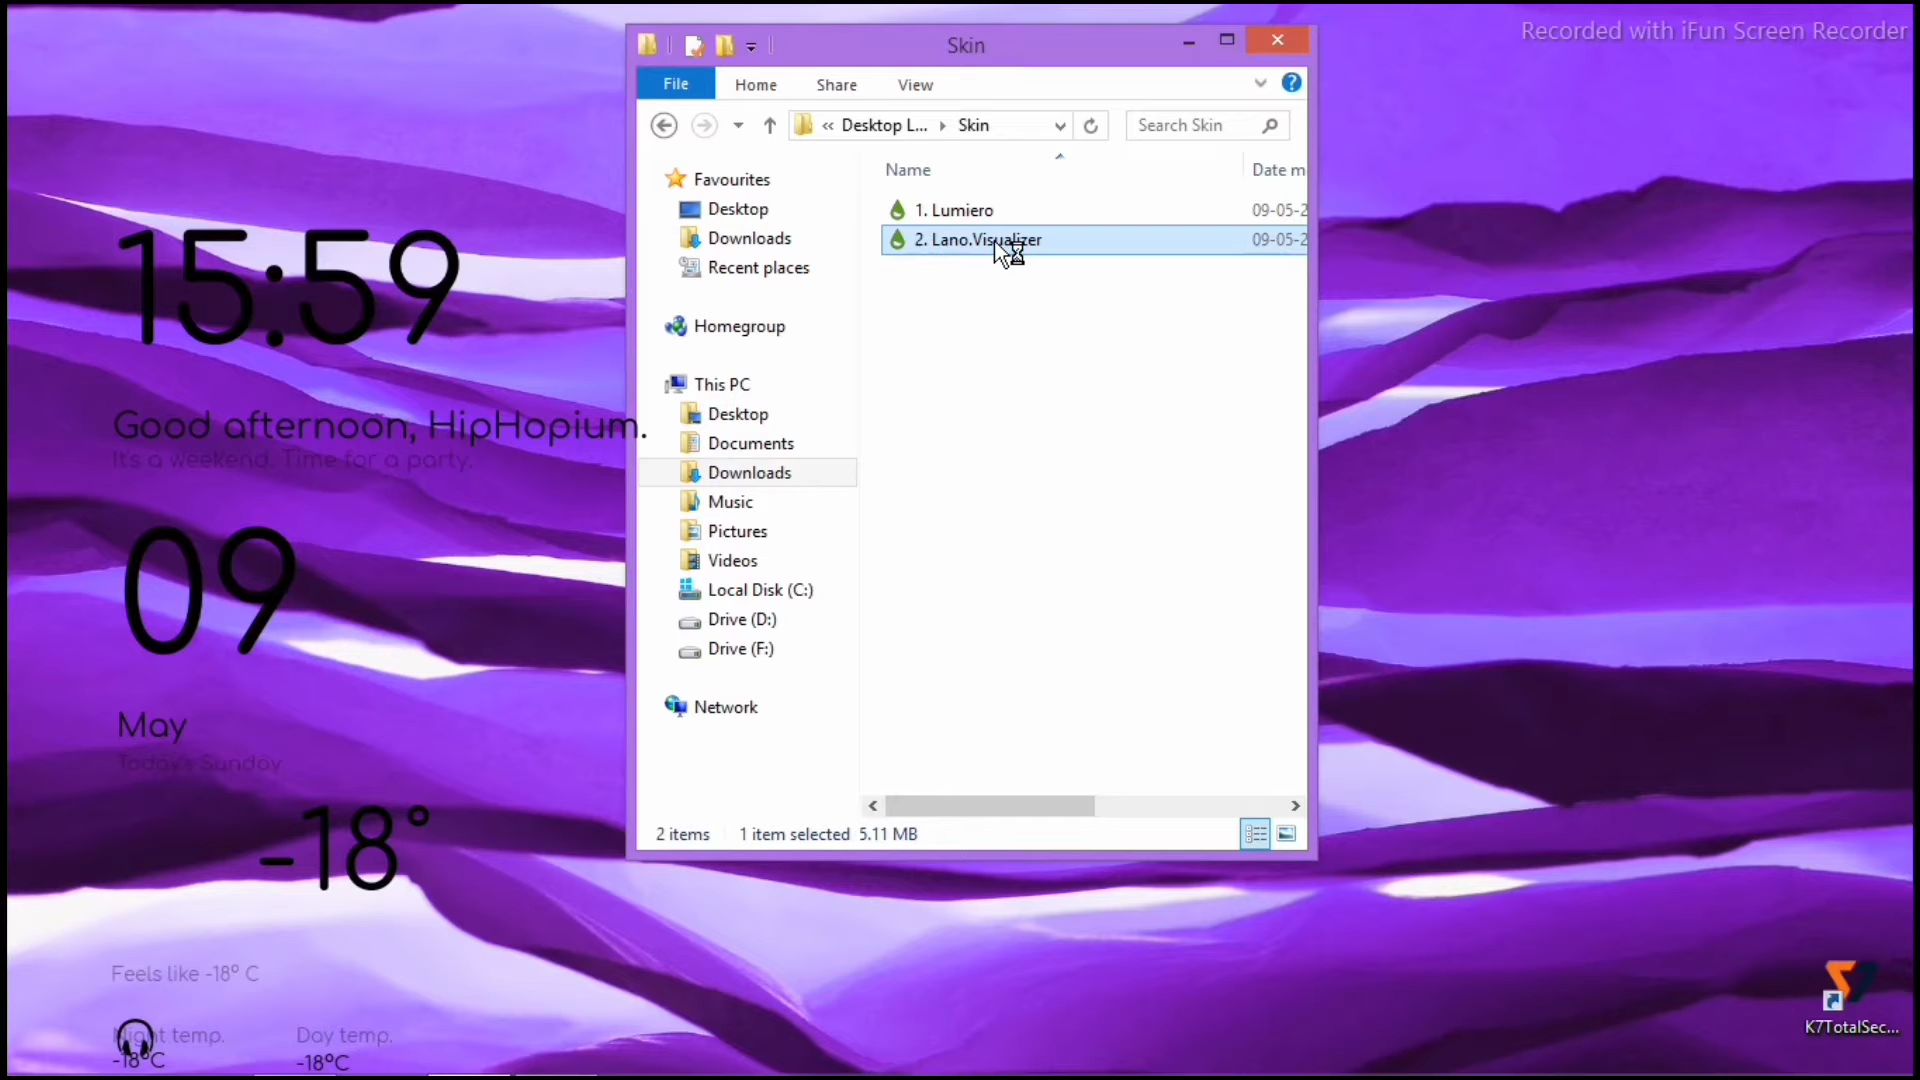 Recorded with iFun Screen Recorder
Skin
File
Home
Share
View
« Desktop L... Skin
Search Skin
Name
Date m
Favourites
Desktop
Downloads
Recent places
Homegroup
This PC
Desktop
Documents
Downloads
Music
Pictures
Videos
Local Disk (C:)
Drive (D:)
Drive (F:)
Network
1. Lumiero
09-05-2
2. Lano.Visualizer
09-05-2
2 items
1 item selected 5.11 MB
15:59
Good afternoon, HipHopium.
It's a weekend. Time for a party.
09
May
Today's Sunday
-18°
Feels like -18° C
Night temp.
-18°C
Day temp.
-18°C
K7TotalSec...